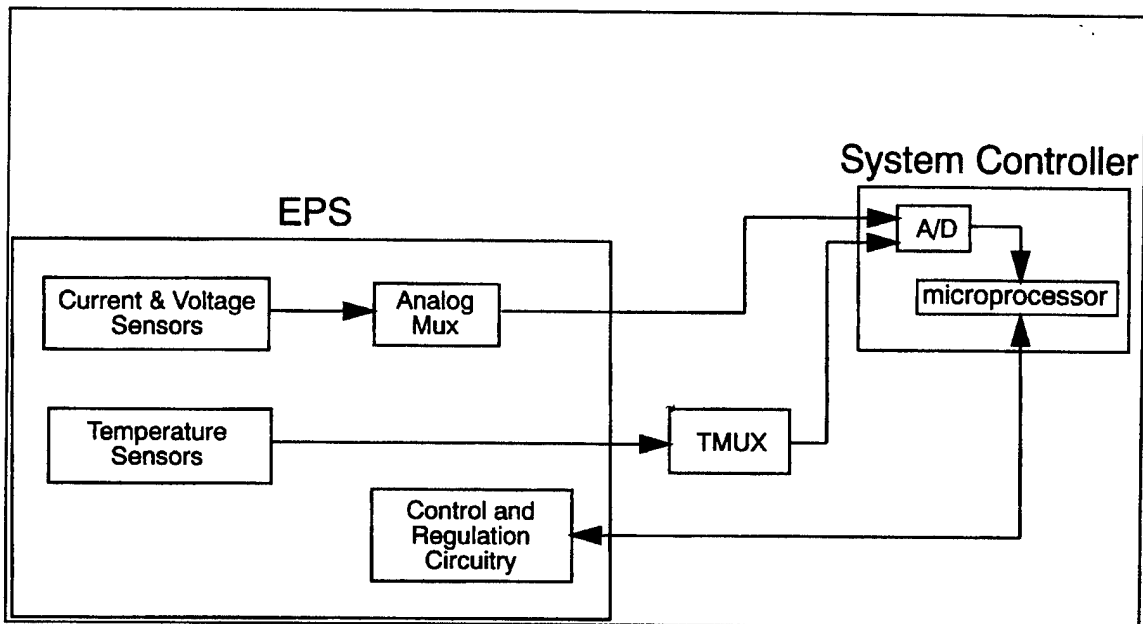 System Controller
EPS
A/D
Current & Voltage
Sensors
Analog
Mux
microprocessor
Temperature
Sensors
TMUX
Control and
Regulation
Circuitry